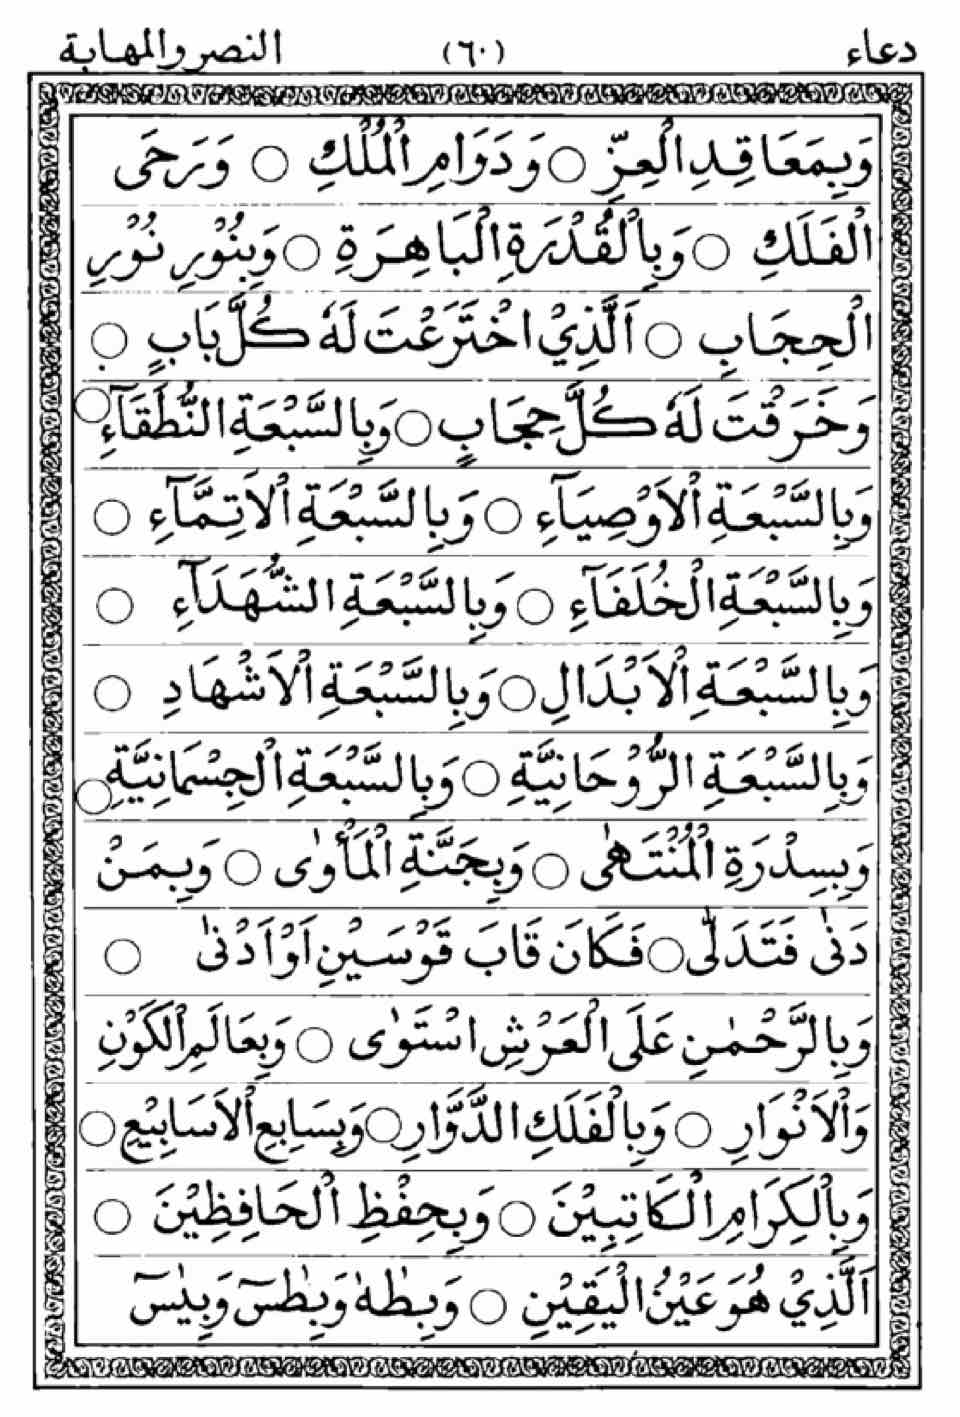 دعاء (٦٠) النصر والمهابة
وَبِمَعَاقِدِ الْعِزِّ ○ وَدَوَامِ الْمُلْكِ ○ وَرَحَى
الْفَلَكِ ○ وَبِالْقُدْرَةِ الْبَاهِرَةِ ○ وَبِنُوْرِ نُوْرِ
الْحِجَابِ ○ اَلَّذِيْ اخْتَرَعْتَ لَهٗ كُلَّ بَابٍ ○
وَخَرَقْتَ لَهٗ كُلَّ حِجَابٍ ○ وَبِالسَّبْعَةِ النُّطَقَآءِ ○
وَبِالسَّبْعَةِ الْاَوْصِيَآءِ ○ وَبِالسَّبْعَةِ الْاَتِمَّآءِ ○
وَبِالسَّبْعَةِ الْخُلَفَآءِ ○ وَبِالسَّبْعَةِ الشُّهَدَآءِ ○
وَبِالسَّبْعَةِ الْاَبْدَالِ ○ وَبِالسَّبْعَةِ الْاَشْهَادِ ○
وَبِالسَّبْعَةِ الرُّوْحَانِيَّةِ ○ وَبِالسَّبْعَةِ الْجِسْمَانِيَّةِ ○
وَبِسِدْرَةِ الْمُنْتَهٰى ○ وَبِجَنَّةِ الْمَأْوٰى ○ وَبِمَنْ
دَنٰى فَتَدَلّٰى ○ فَكَانَ قَابَ قَوْسَيْنِ اَوْ اَدْنٰى ○
وَبِالرَّحْمٰنِ عَلَى الْعَرْشِ اسْتَوٰى ○ وَبِعَالَمِ الْكَوْنِ
وَالْاَنْوَارِ ○ وَبِالْفَلَكِ الدَّوَّارِ ○ وَبِسَابِعِ الْاَسَابِيْعِ ○
وَبِالْكِرَامِ الْكَاتِبِيْنَ ○ وَبِحِفْظِ الْحَافِظِيْنَ ○
اَلَّذِيْ هُوَ عَيْنُ الْيَقِيْنِ ○ وَبِطٰهٰ وَبِطٰسٓ وَبِيٰسٓ